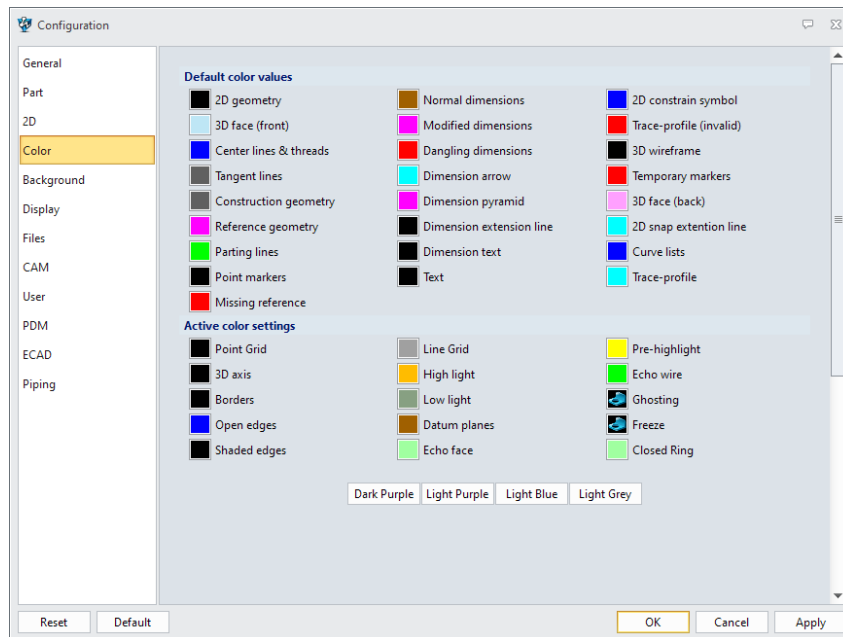 Configuration
General
Part
2D
Color
Background
Display
Files
CAM
User
PDM
ECAD
Piping
Default color values
2D geometry Normal dimensions 2D constrain symbol
3D face (front) Modified dimensions Trace-profile (invalid)
Center lines & threads Dangling dimensions 3D wireframe
Tangent lines Dimension arrow Temporary markers
Construction geometry Dimension pyramid 3D face (back)
Reference geometry Dimension extension line 2D snap extention line
Parting lines Dimension text Curve lists
Point markers Text Trace-profile
Missing reference
Active color settings
Point Grid Line Grid Pre-highlight
3D axis High light Echo wire
Borders Low light Ghosting
Open edges Datum planes Freeze
Shaded edges Echo face Closed Ring
Dark Purple Light Purple Light Blue Light Grey
Reset Default OK Cancel Apply